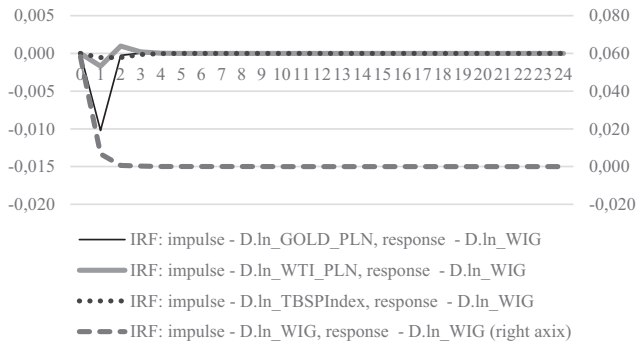 0,005 0,080
0,000 0,060
0 1 2 3 4 5 6 7 8 9 10 11 12 13 14 15 16 17 18 19 20 21 22 23 24
-0,005 0,040
-0,010 0,020
-0,015 0,000
-0,020 -0,020
IRF: impulse - D.ln_GOLD_PLN, response - D.ln_WIG
IRF: impulse - D.ln_WTI_PLN, response - D.ln_WIG
IRF: impulse - D.ln_TBSPIndex, response - D.ln_WIG
IRF: impulse - D.ln_WIG, response - D.ln_WIG (right axis)